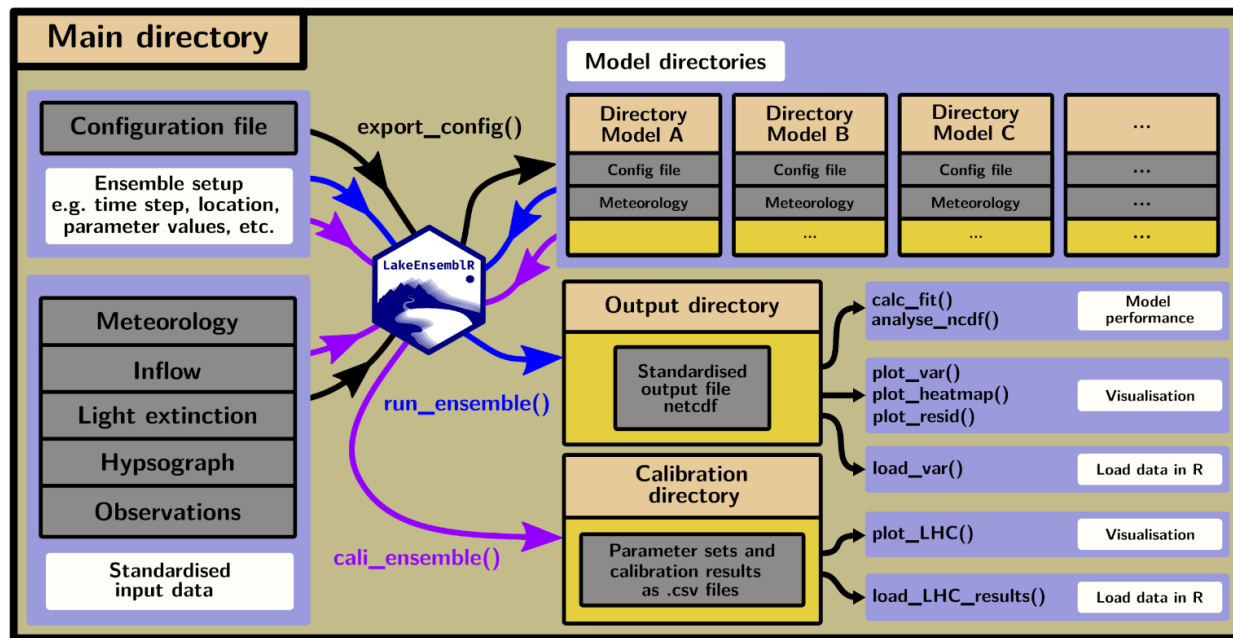 Main directory
Configuration file
Ensemble setup
e.g. time step, location,
parameter values, etc.
Meteorology
Inflow
Light extinction
Hypsograph
Observations
Standardised
input data
export_config()
LakeEnsemblR
run_ensemble()
cali_ensemble()
Model directories
Directory
Model A
Config file
Meteorology
Directory
Model B
Config file
Meteorology
...
Directory
Model C
Config file
Meteorology
...
...
...
...
...
Output directory
Standardised
output file
netcdf
calc_fit()
analyse_ncdf()
Model
performance
plot_var()
plot_heatmap()
plot_resid()
Visualisation
load_var()
Load data in R
Calibration
directory
Parameter sets and
calibration results
as .csv files
plot_LHC()
Visualisation
load_LHC_results()
Load data in R